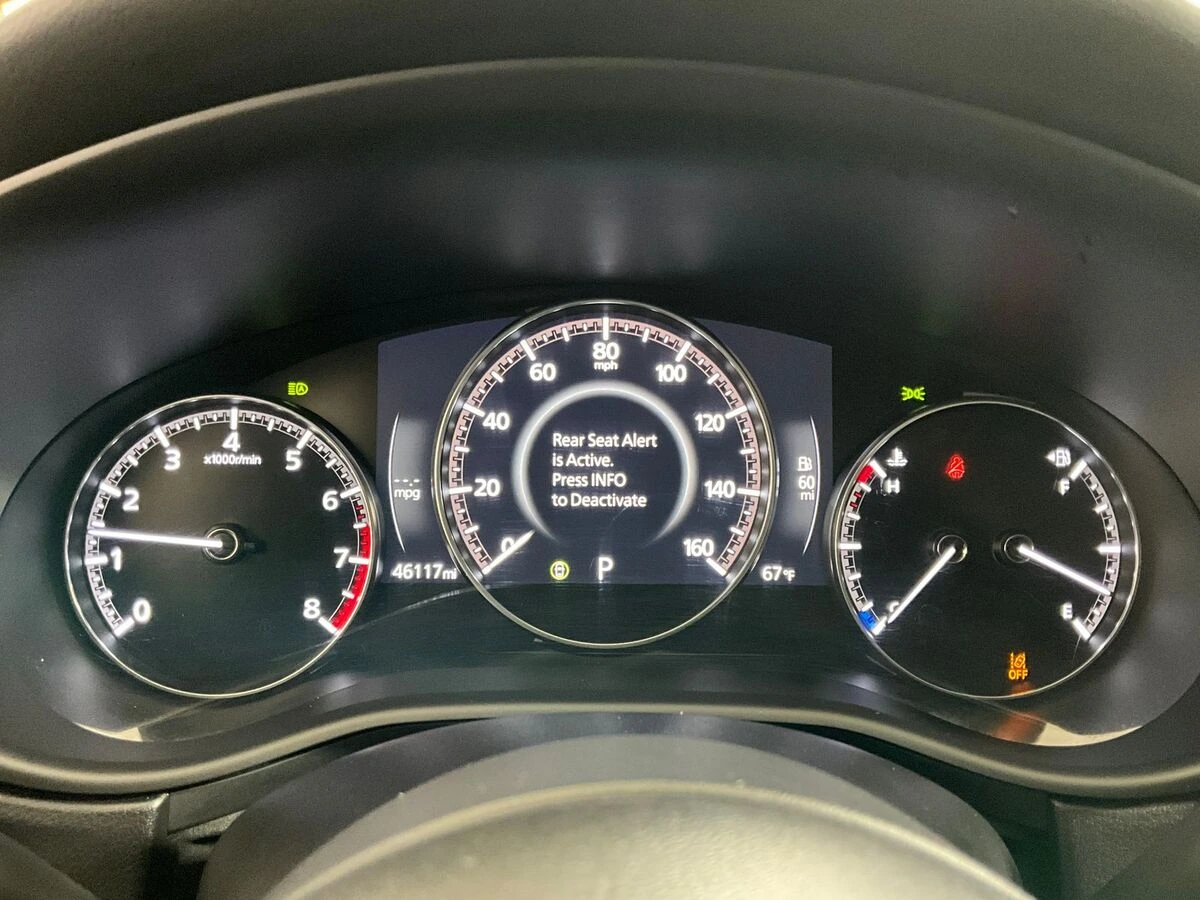 0
1
2
3
4
5
6
7
8
x1000r/min
--.-
mpg
46117mi
0
20
40
60
80
mph
100
120
140
160
Rear Seat Alert
is Active.
Press INFO
to Deactivate
P
60
mi
67°F
H
C
F
E
OFF
A